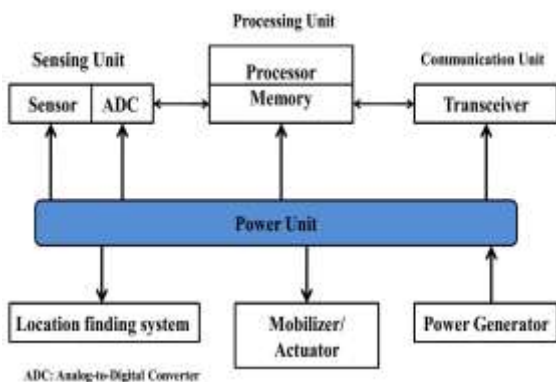 Processing Unit
Sensing Unit
Communication Unit
Processor
Memory
Sensor
ADC
Transceiver
Power Unit
Location finding system
Mobilizer/
Actuator
Power Generator
ADC: Analog-to-Digital Converter